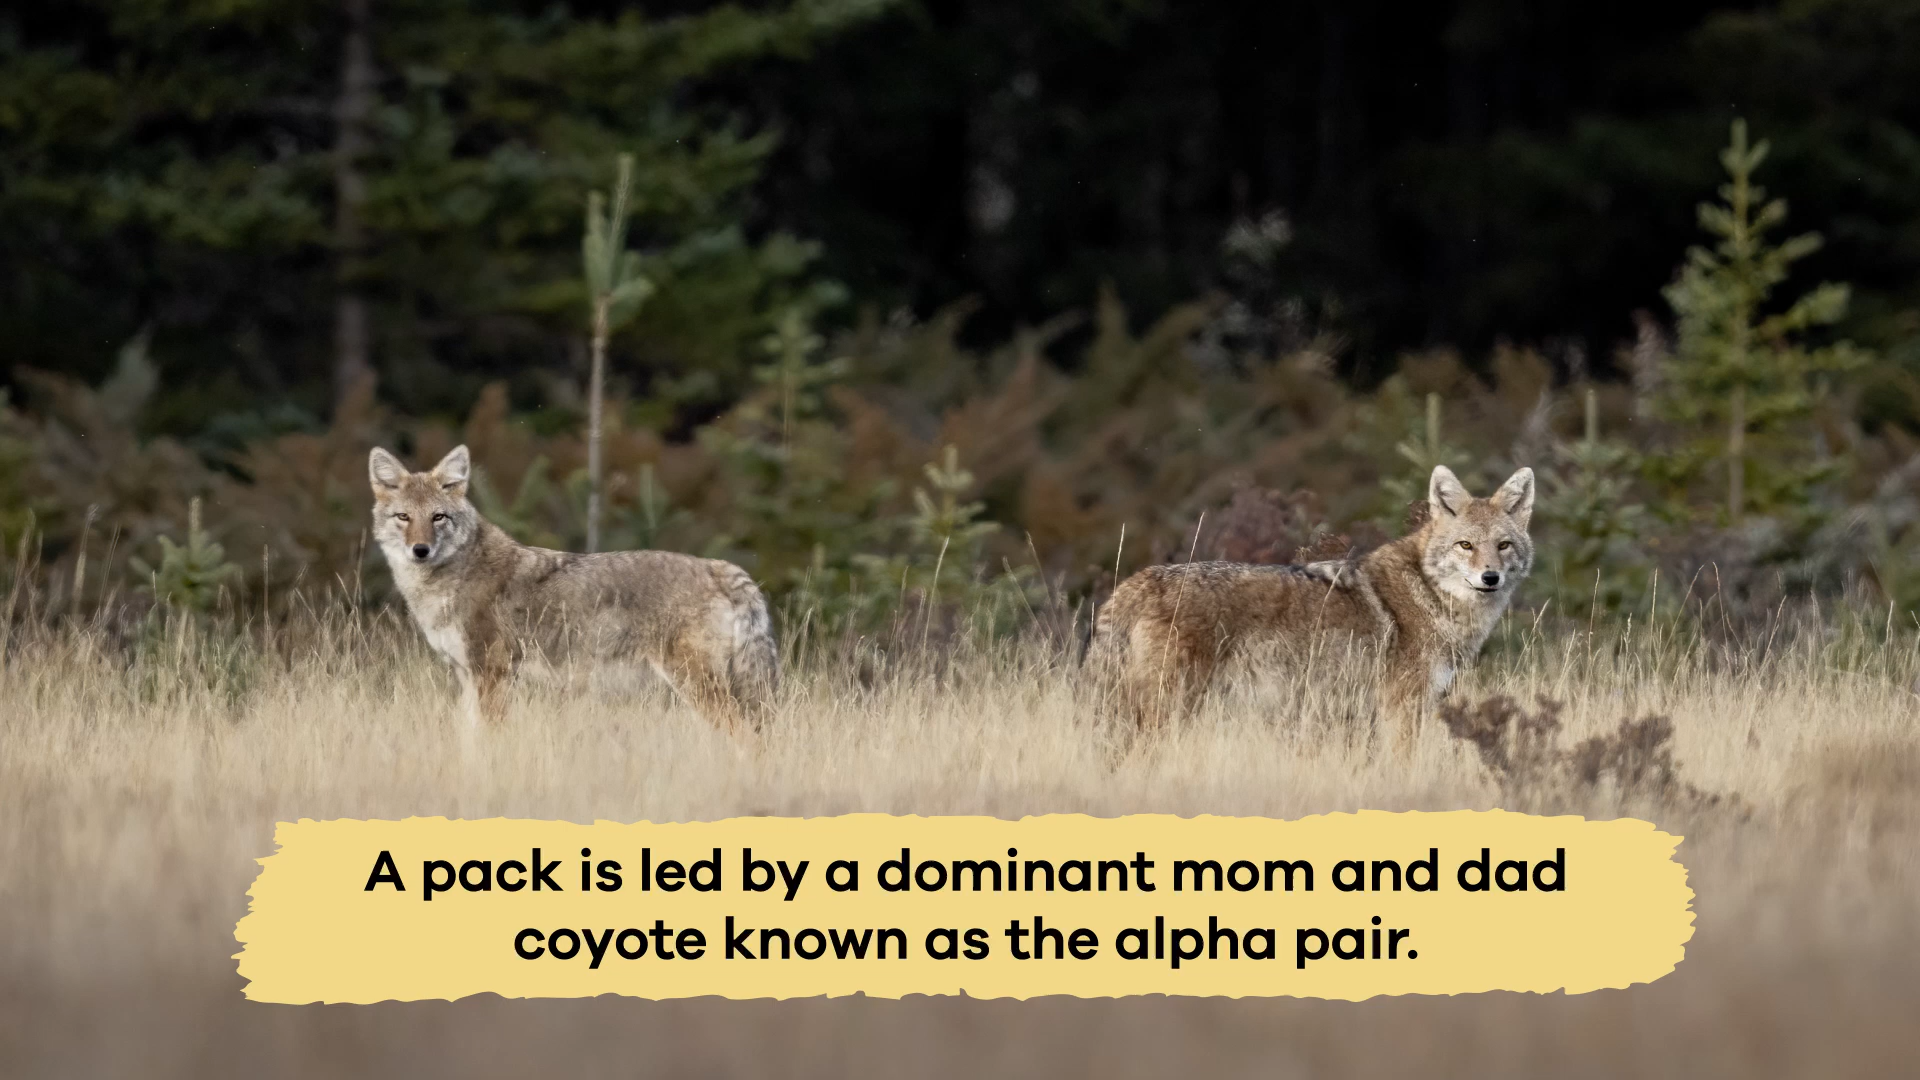 A pack is led by a dominant mom and dad
coyote known as the alpha pair.